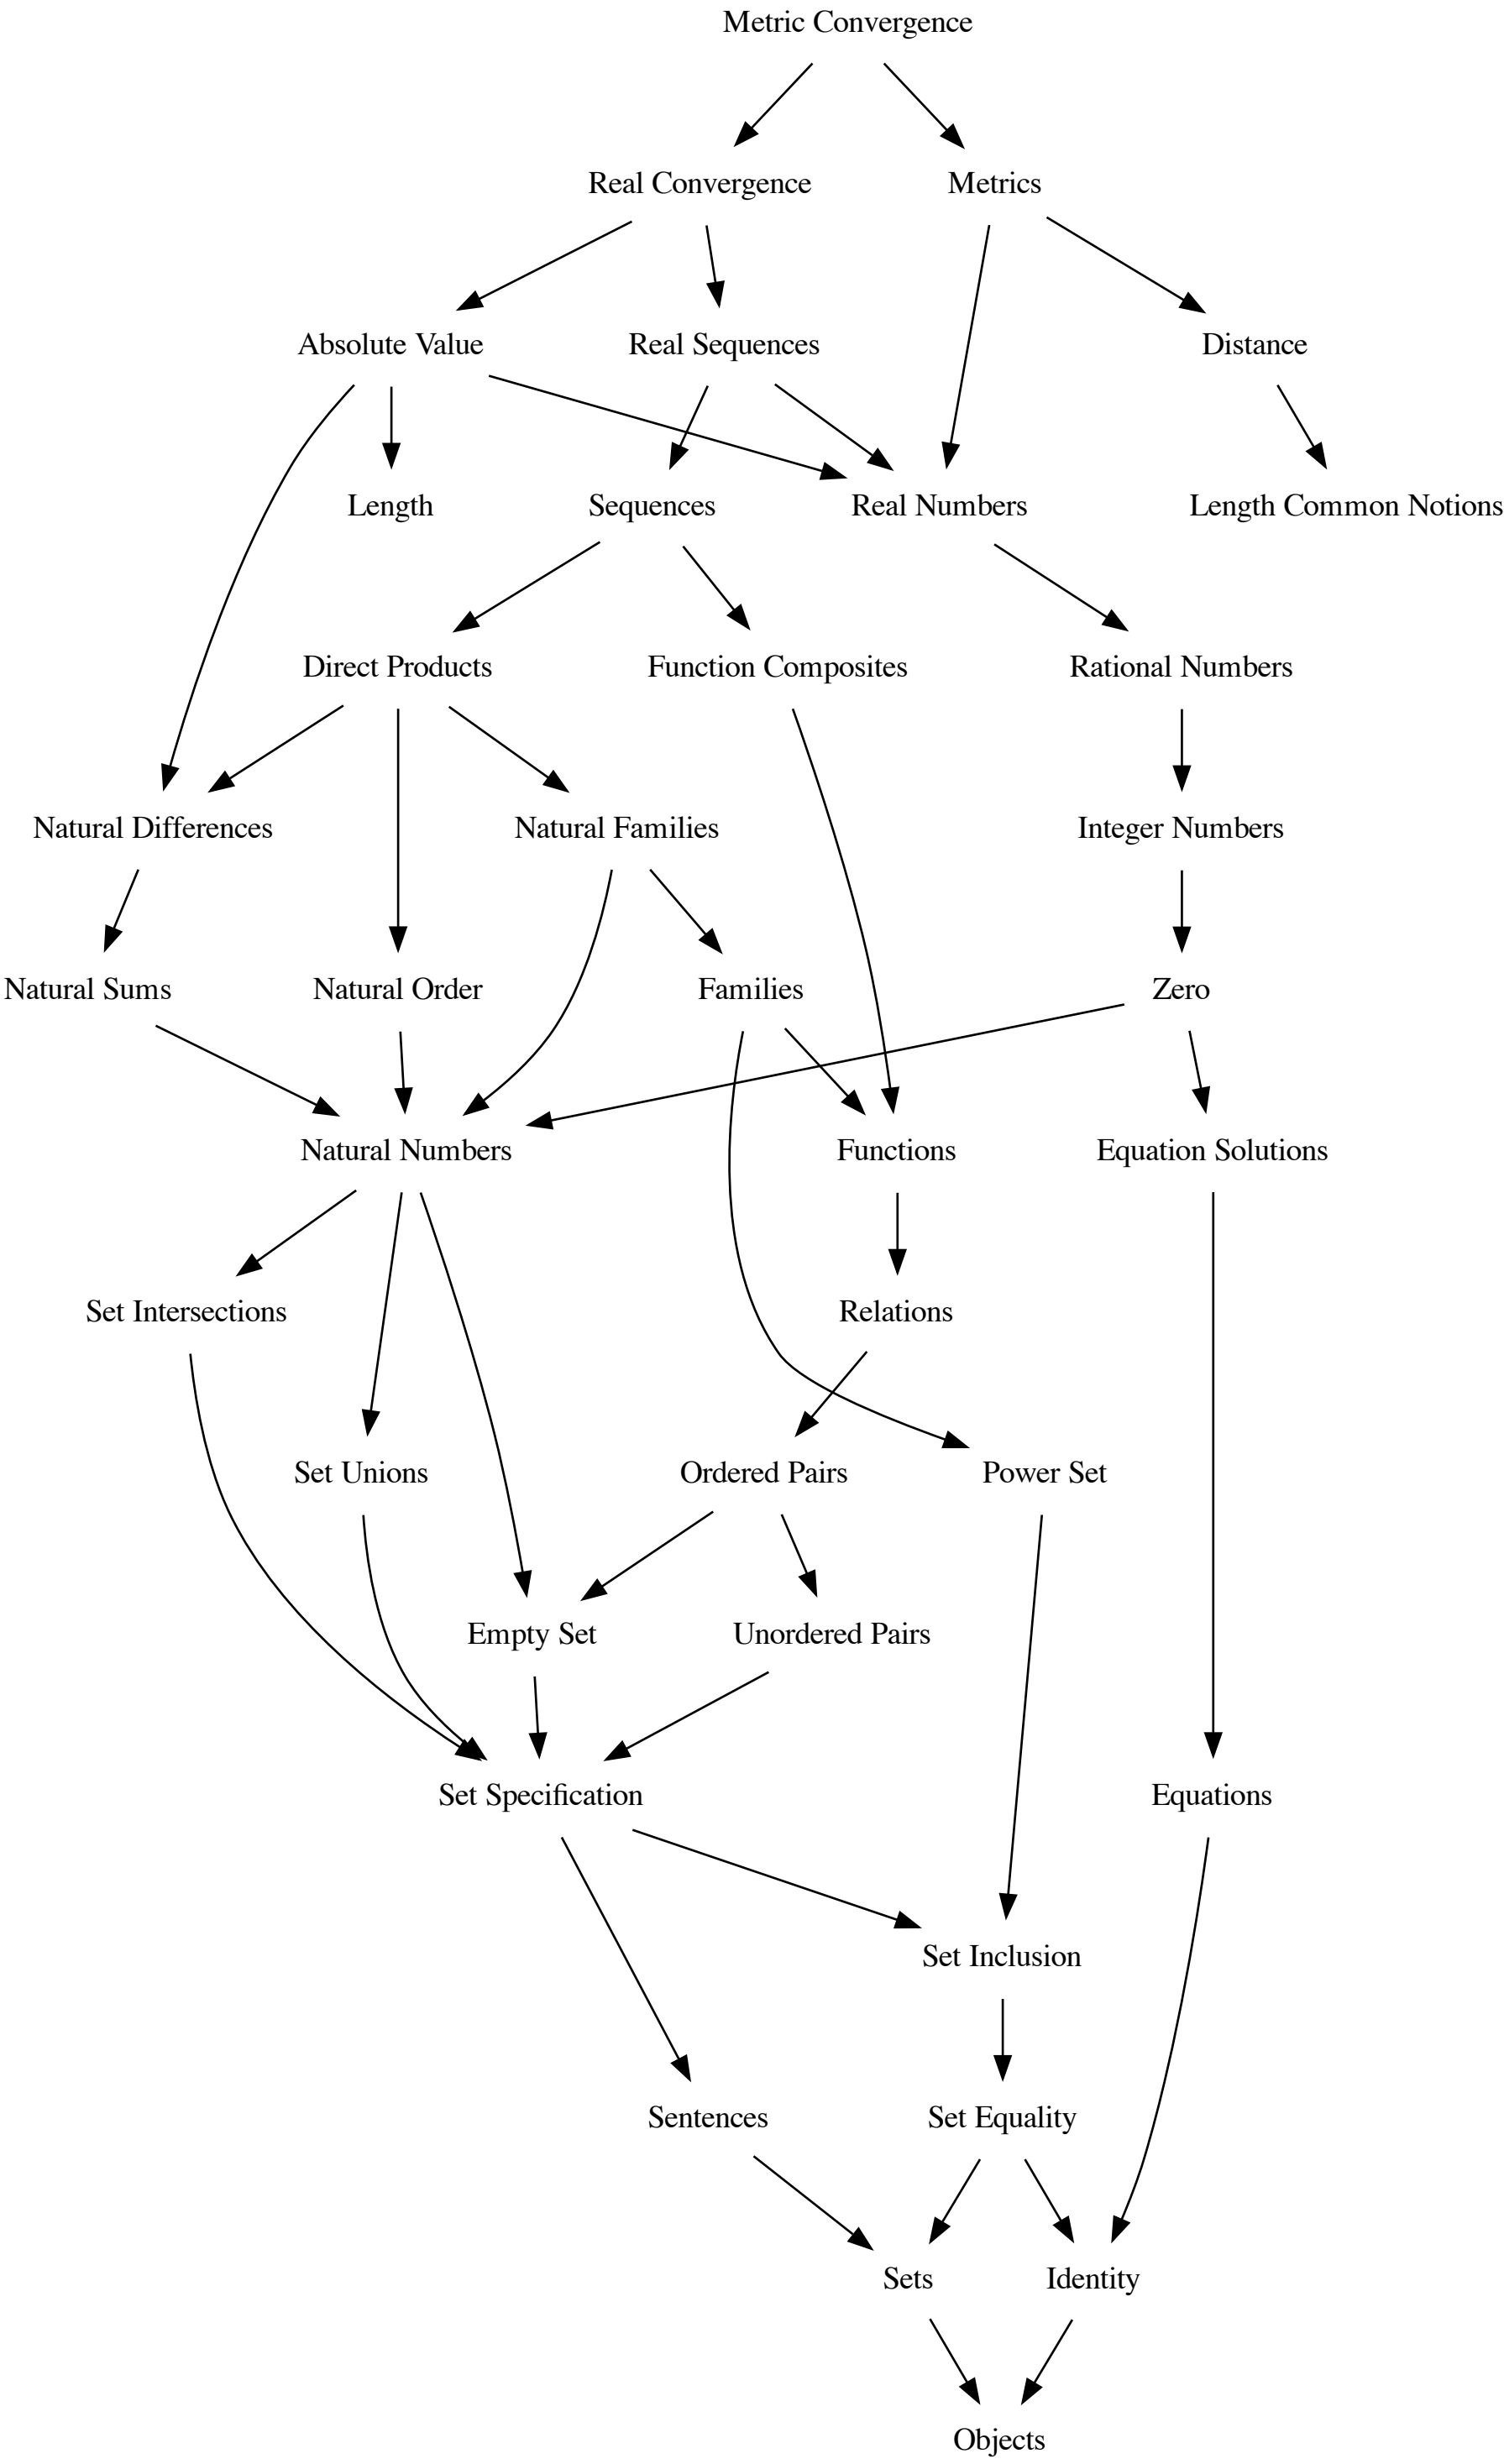 Metric Convergence
Real Convergence
Metrics
Absolute Value
Real Sequences
Distance
Length
Sequences
Real Numbers
Length Common Notions
Direct Products
Function Composites
Rational Numbers
Natural Differences
Natural Families
Integer Numbers
Natural Sums
Natural Order
Families
Zero
Natural Numbers
Functions
Equation Solutions
Set Intersections
Relations
Set Unions
Ordered Pairs
Power Set
Empty Set
Unordered Pairs
Set Specification
Equations
Set Inclusion
Sentences
Set Equality
Sets
Identity
Objects